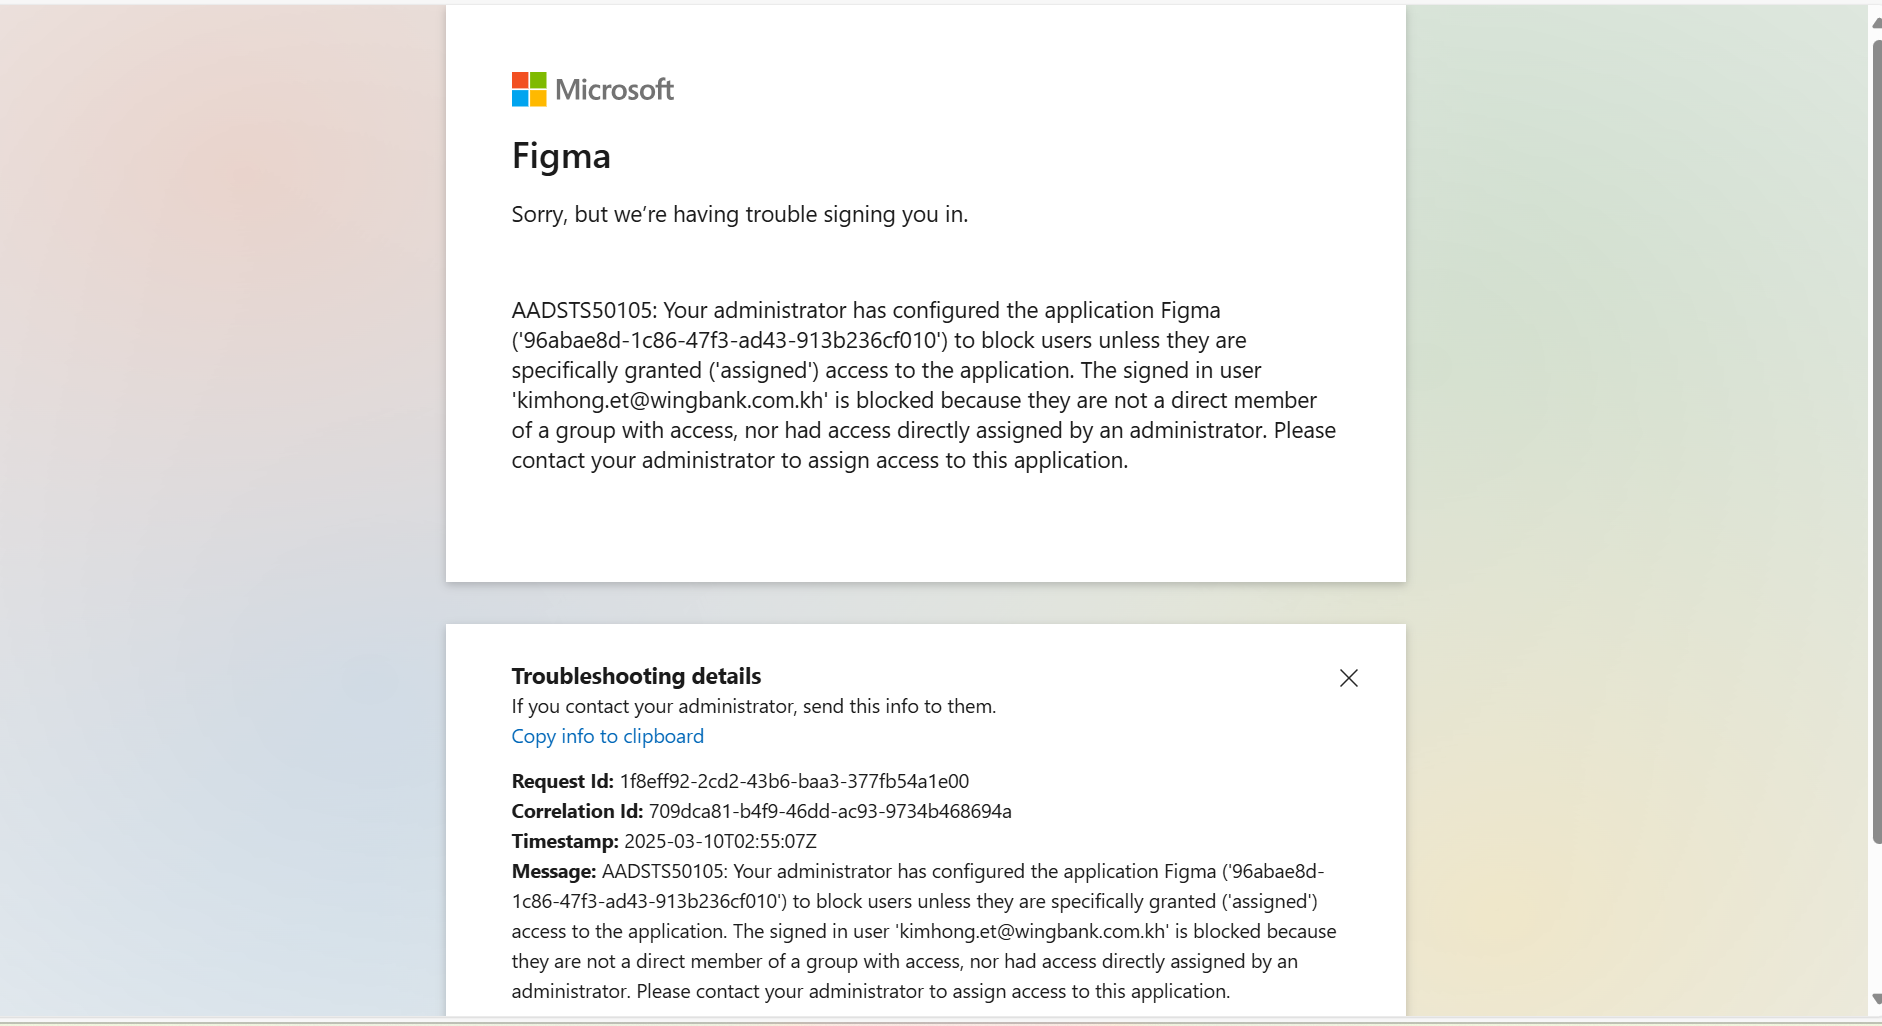 Microsoft
Figma
Sorry, but we’re having trouble signing you in.
AADSTS50105: Your administrator has configured the application Figma
('96abae8d-1c86-47f3-ad43-913b236cf010') to block users unless they are
specifically granted ('assigned') access to the application. The signed in user
'kimhong.et@wingbank.com.kh' is blocked because they are not a direct member
of a group with access, nor had access directly assigned by an administrator. Please
contact your administrator to assign access to this application.
Troubleshooting details
If you contact your administrator, send this info to them.
Copy info to clipboard
Request Id: 1f8eff92-2cd2-43b6-baa3-377fb54a1e00
Correlation Id: 709dca81-b4f9-46dd-ac93-9734b468694a
Timestamp: 2025-03-10T02:55:07Z
Message: AADSTS50105: Your administrator has configured the application Figma ('96abae8d-
1c86-47f3-ad43-913b236cf010') to block users unless they are specifically granted ('assigned')
access to the application. The signed in user 'kimhong.et@wingbank.com.kh' is blocked because
they are not a direct member of a group with access, nor had access directly assigned by an
administrator. Please contact your administrator to assign access to this application.